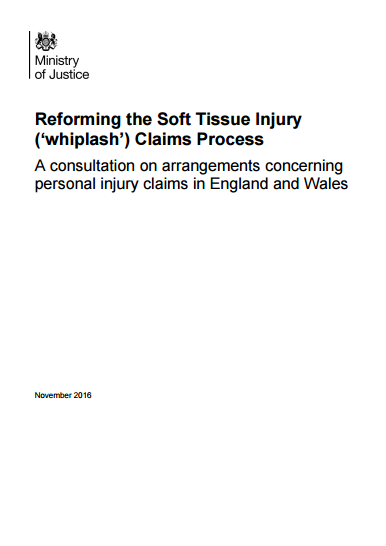 Ministry
of Justice
Reforming the Soft Tissue Injury
(‘whiplash’) Claims Process
A consultation on arrangements concerning
personal injury claims in England and Wales
November 2016